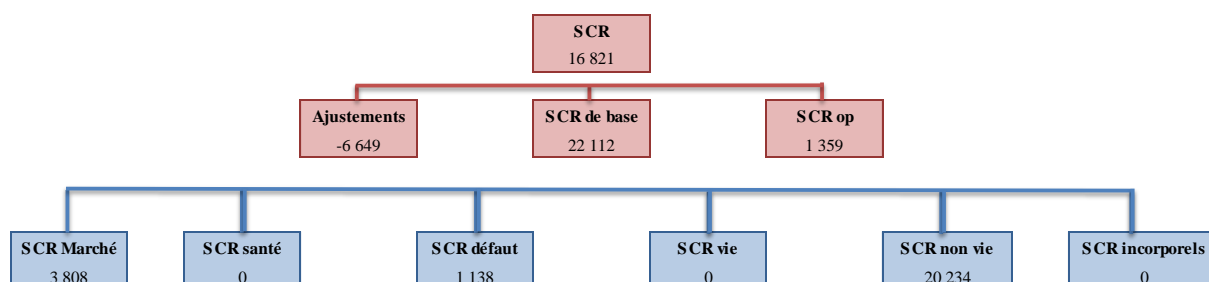 SCR
16 821
Ajustements
-6 649
SCR de base
22 112
SCR op
1 359
SCR Marché
3 808
SCR santé
0
SCR défaut
1 138
SCR vie
0
SCR non vie
20 234
SCR incorporels
0